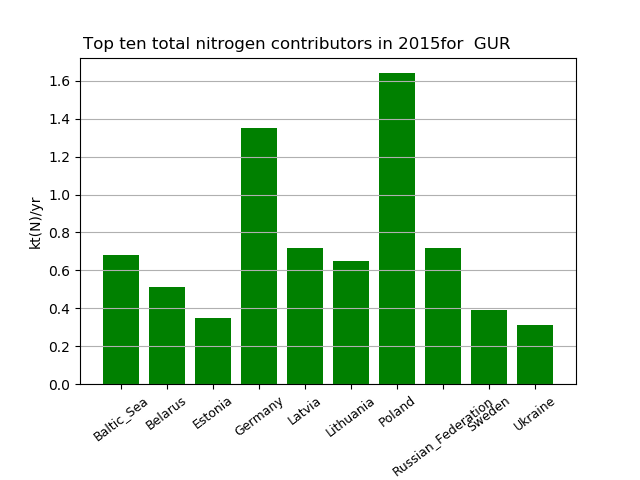 Top ten total nitrogen contributors in 2015for  GUR
kt(N)/yr
1.6
1.4
1.2
1.0
0.8
0.6
0.4
0.2
0.0
Baltic_Sea
Belarus
Estonia
Germany
Latvia
Lithuania
Poland
Russian_Federation
Sweden
Ukraine